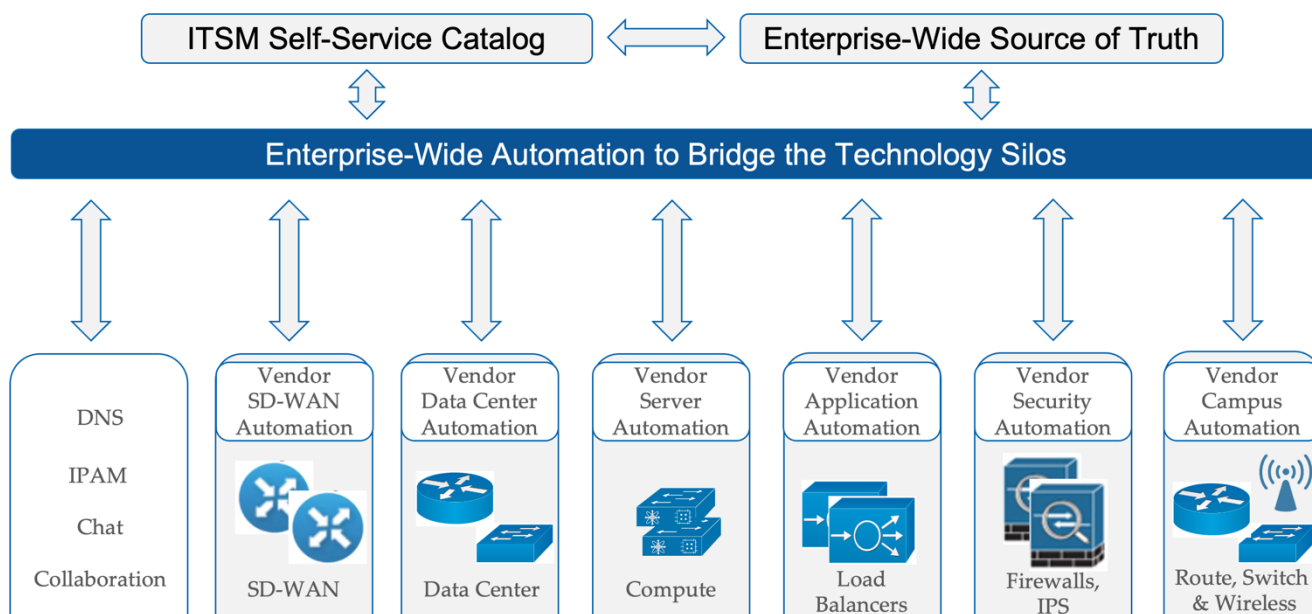 ITSM Self-Service Catalog
Enterprise-Wide Source of Truth
Enterprise-Wide Automation to Bridge the Technology Silos
DNS
IPAM
Chat
Collaboration
Vendor
SD-WAN
Automation
SD-WAN
Vendor
Data Center
Automation
Data Center
Vendor
Server
Automation
Compute
Vendor
Application
Automation
Load
Balancers
Vendor
Security
Automation
Firewalls,
IPS
Vendor
Campus
Automation
Route, Switch
& Wireless